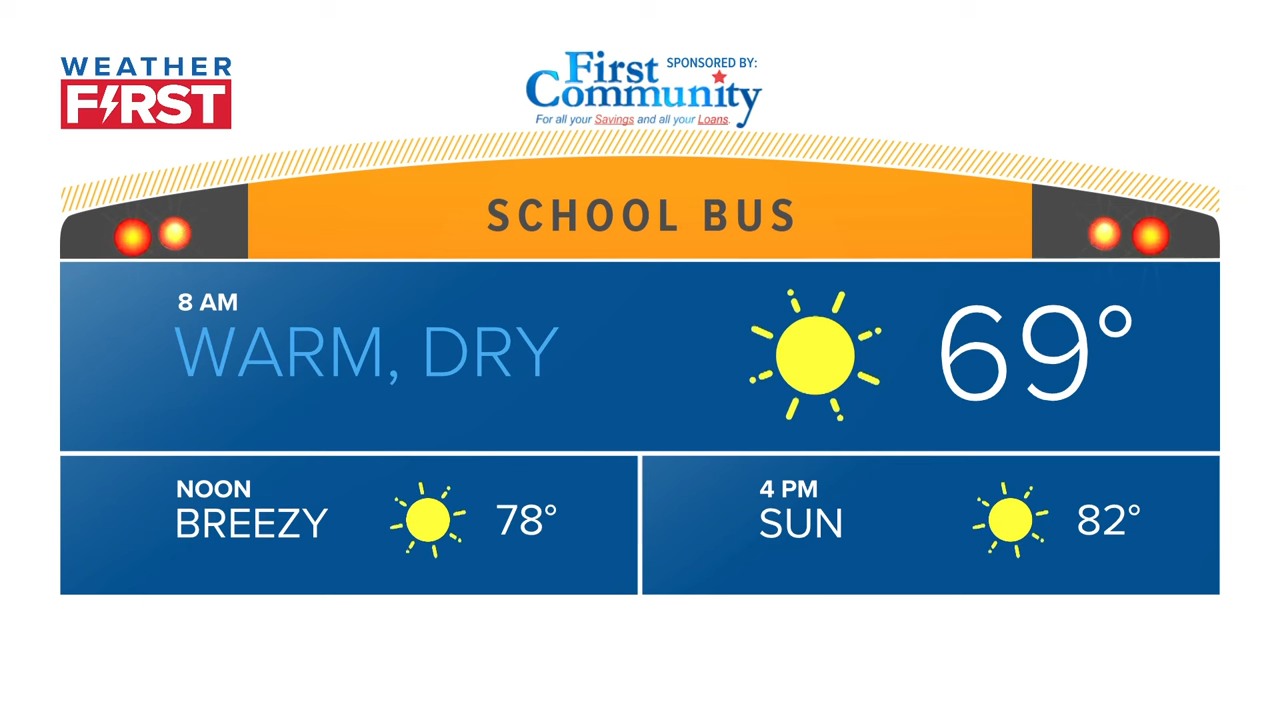 WEATHER
FIRST
First
SPONSORED BY:
Community
For all your Savings and all your Loans.
SCHOOL BUS
8 AM
WARM, DRY
69°
NOON
BREEZY
78°
4 PM
SUN
82°